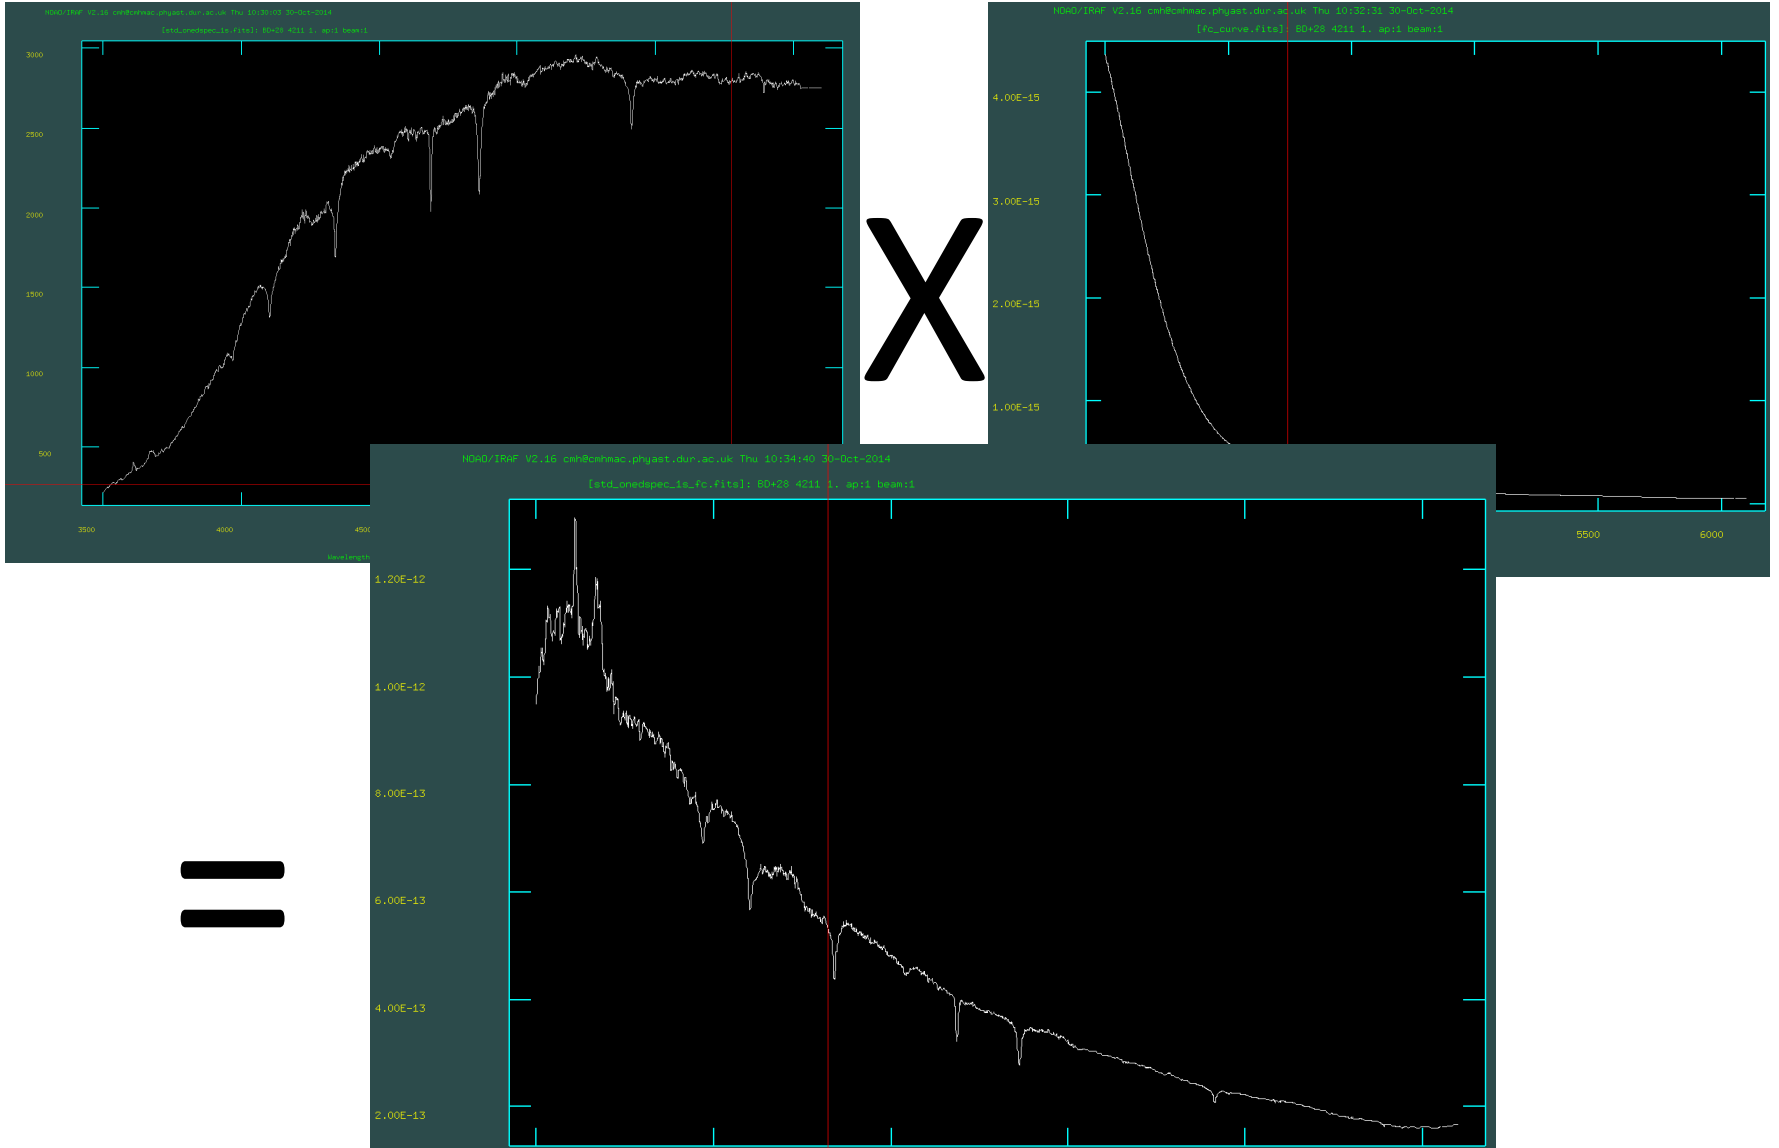 NOAO/IRAF V2.16 cmh@cmhmac.phyast.dur.ac.uk Thu 10:30:03 30-Oct-2014
[std_onedspec_1s.fits]: BD+28 4211 1. ap:1 beam:1
3000
2500
2000
1500
1000
500
3500
4000
4500
Wavelength
X
NOAO/IRAF V2.16 cmh@cmhmac.phyast.dur.ac.uk Thu 10:32:31 30-Oct-2014
[fc_curve.fits]: BD+28 4211 1. ap:1 beam:1
4.00E-15
3.00E-15
2.00E-15
1.00E-15
5500
6000
=
NOAO/IRAF V2.16 cmh@cmhmac.phyast.dur.ac.uk Thu 10:34:40 30-Oct-2014
[std_onedspec_1s_fc.fits]: BD+28 4211 1. ap:1 beam:1
1.20E-12
1.00E-12
8.00E-13
6.00E-13
4.00E-13
2.00E-13